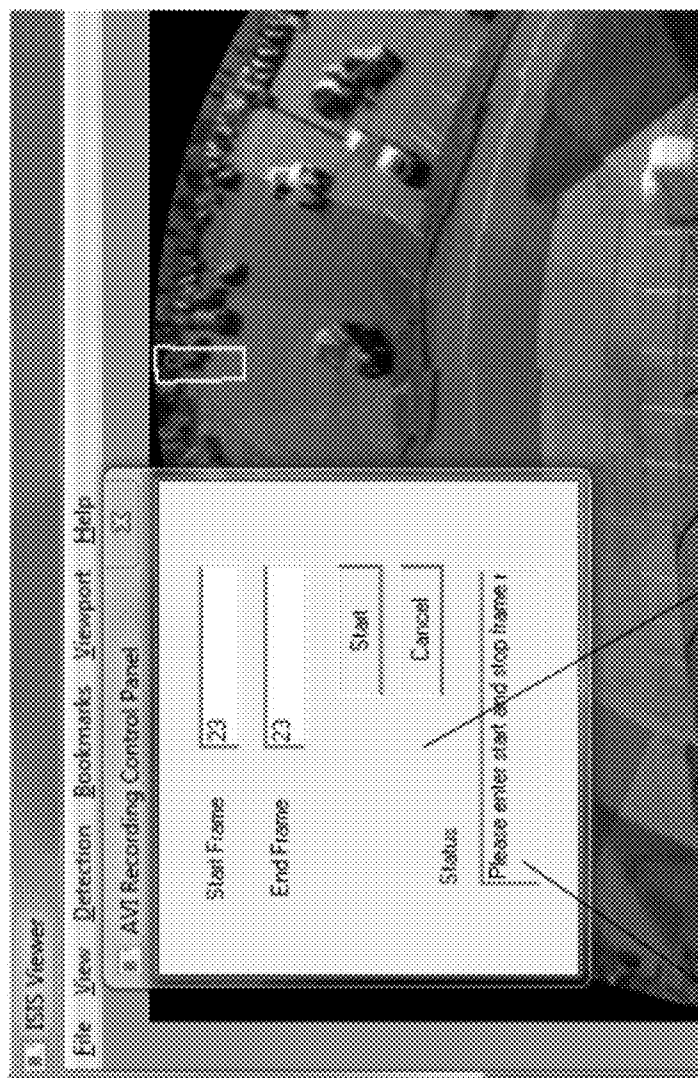 ISIS Viewer
File View Detection Bookmarks Viewport Help
AVI Recording Control Panel
Start Frame 23
End Frame 23
Start
Cancel
Status
Please enter start and stop frame r